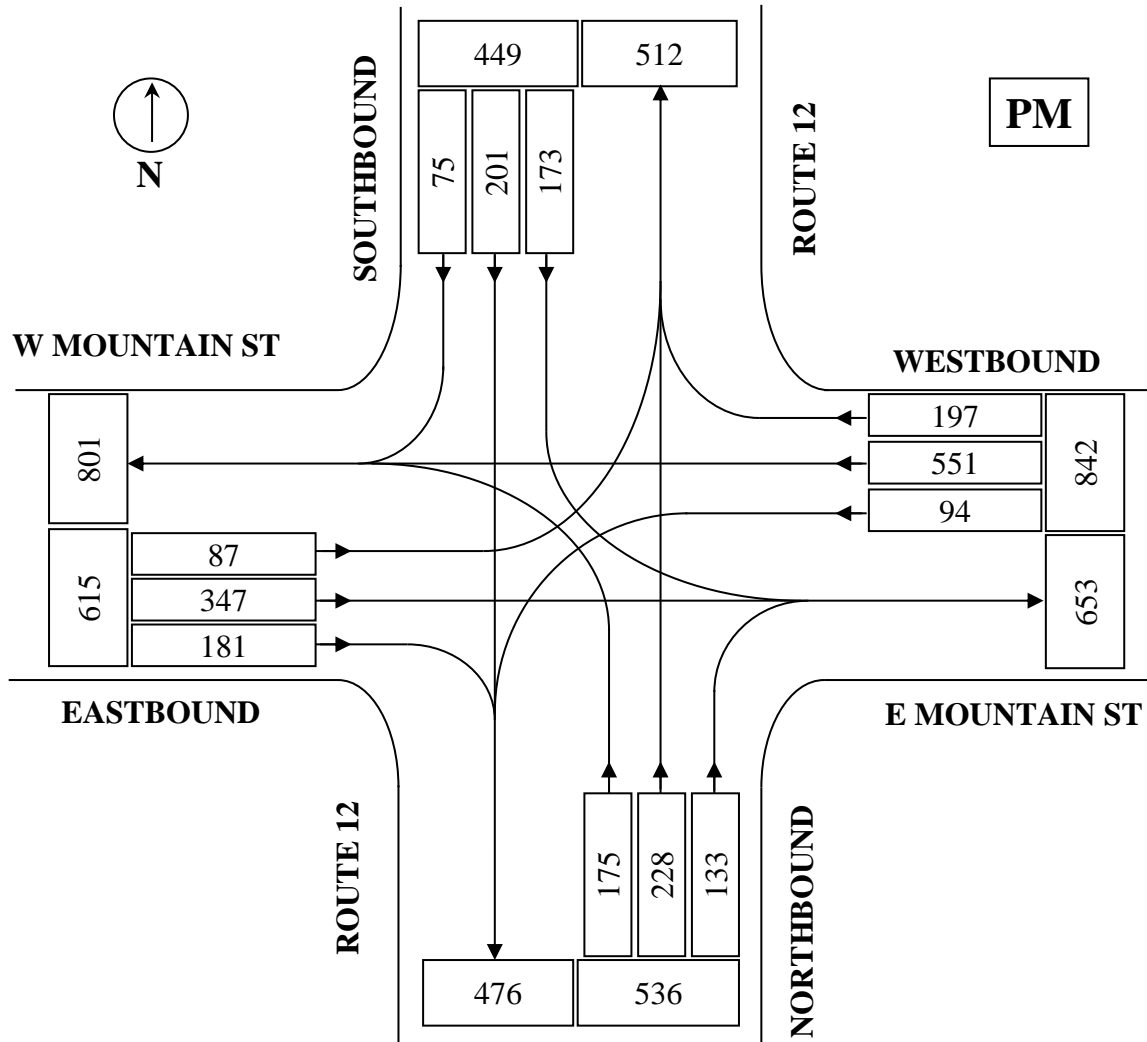 449 512
SOUTHBOUND
75
201
173
ROUTE 12
PM
N
W MOUNTAIN ST
WESTBOUND
801
197
551
94
842
615
87
347
181
653
EASTBOUND
E MOUNTAIN ST
ROUTE 12
175
228
133
NORTHBOUND
476 536